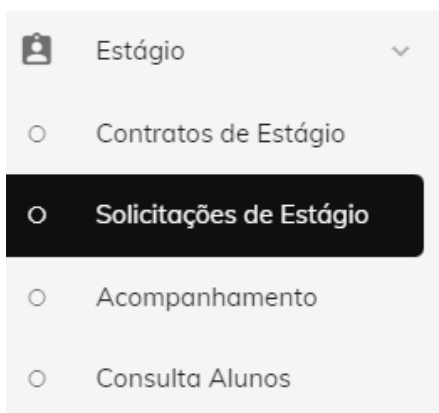 Estágio
Contratos de Estágio
Solicitações de Estágio
Acompanhamento
Consulta Alunos